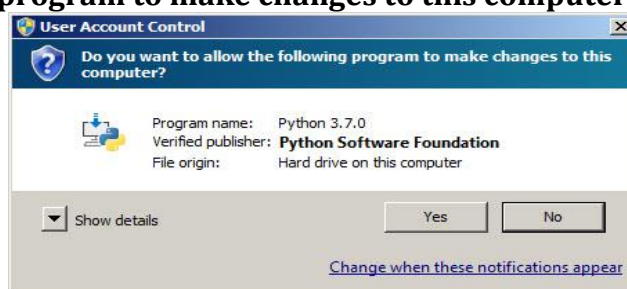 program to make changes to this computer
User Account Control
Do you want to allow the following program to make changes to this
computer?
Program name: Python 3.7.0
Verified publisher: Python Software Foundation
File origin: Hard drive on this computer
Show details
Yes
No
Change when these notifications appear